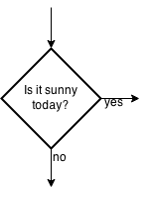 Is it sunny
today?
yes
no